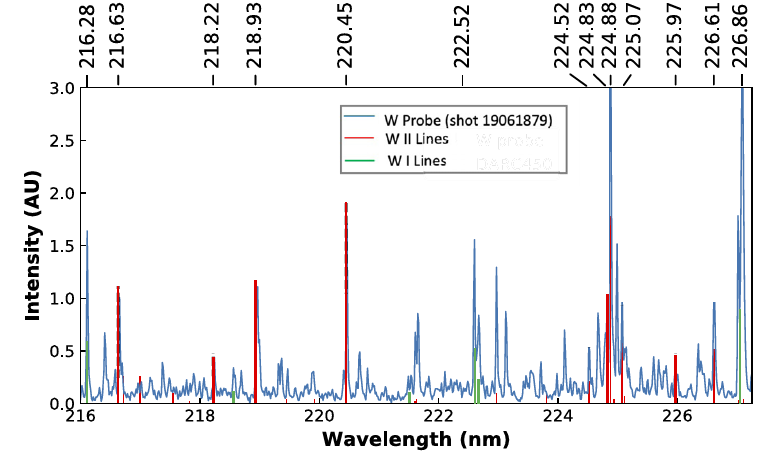 216.28 216.63 218.22 218.93 220.45 222.52 224.52 224.83 224.88 225.07 225.97 226.61 226.86
3.0
2.5
2.0
1.5
1.0
0.5
0.0
Intensity (AU)
W Probe (shot 19061879)
W II Lines
W probe
W I Lines
216 218 220 222 224 226
Wavelength (nm)